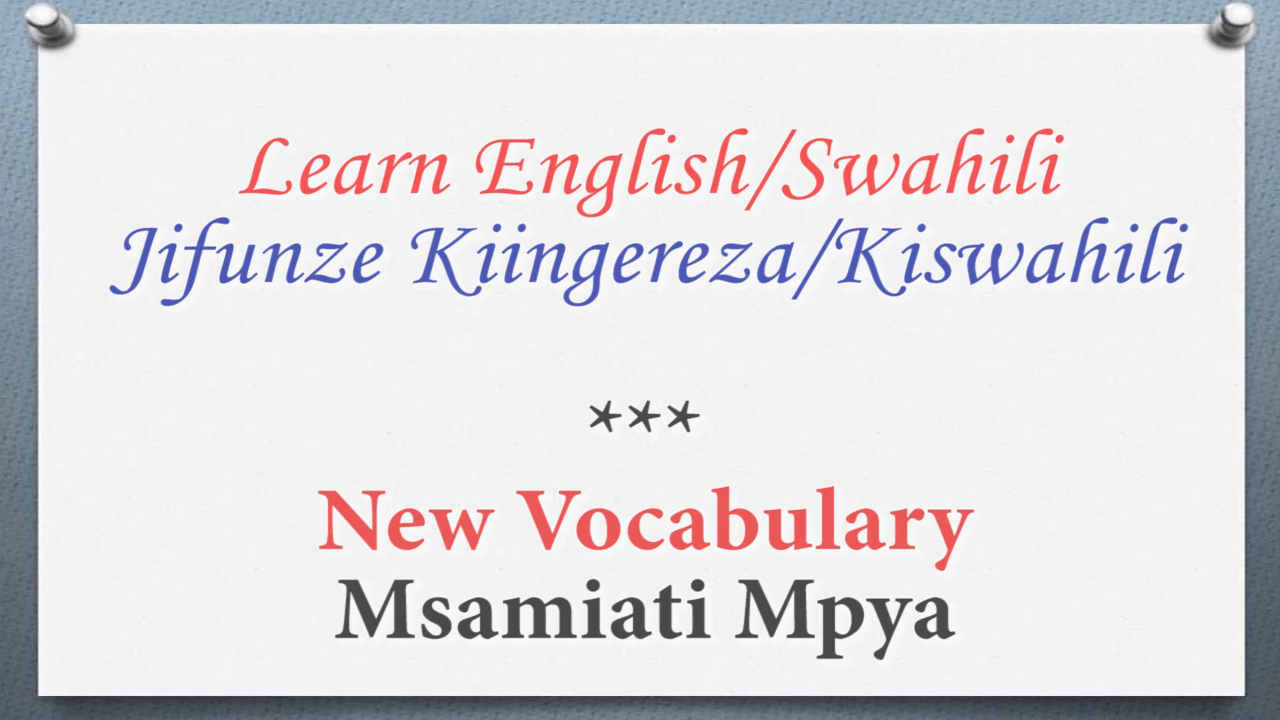 Learn English/Swahili
Jifunze Kiingereza/Kiswahili
***
New Vocabulary
Msamiati Mpya